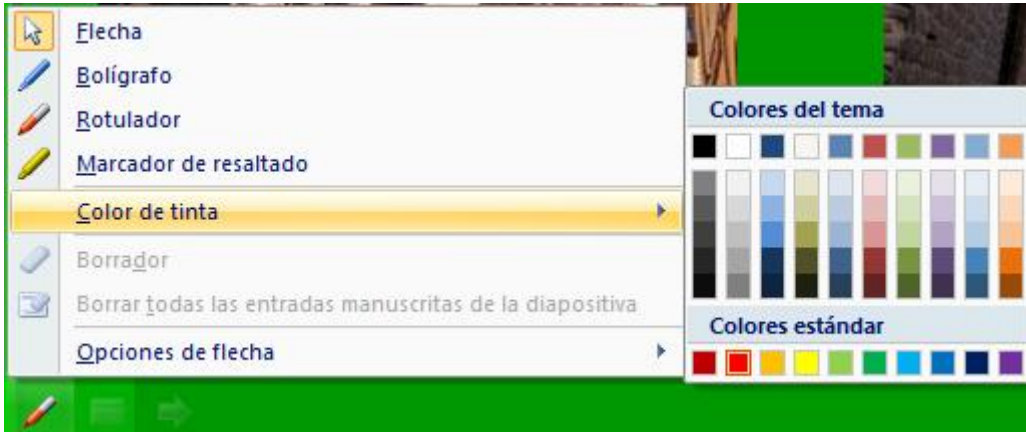 Flecha
Bolígrafo
Rotulador
Marcador de resaltado
Color de tinta
Borrador
Borrar todas las entradas manuscritas de la diapositiva
Opciones de flecha
Colores del tema
Colores estándar